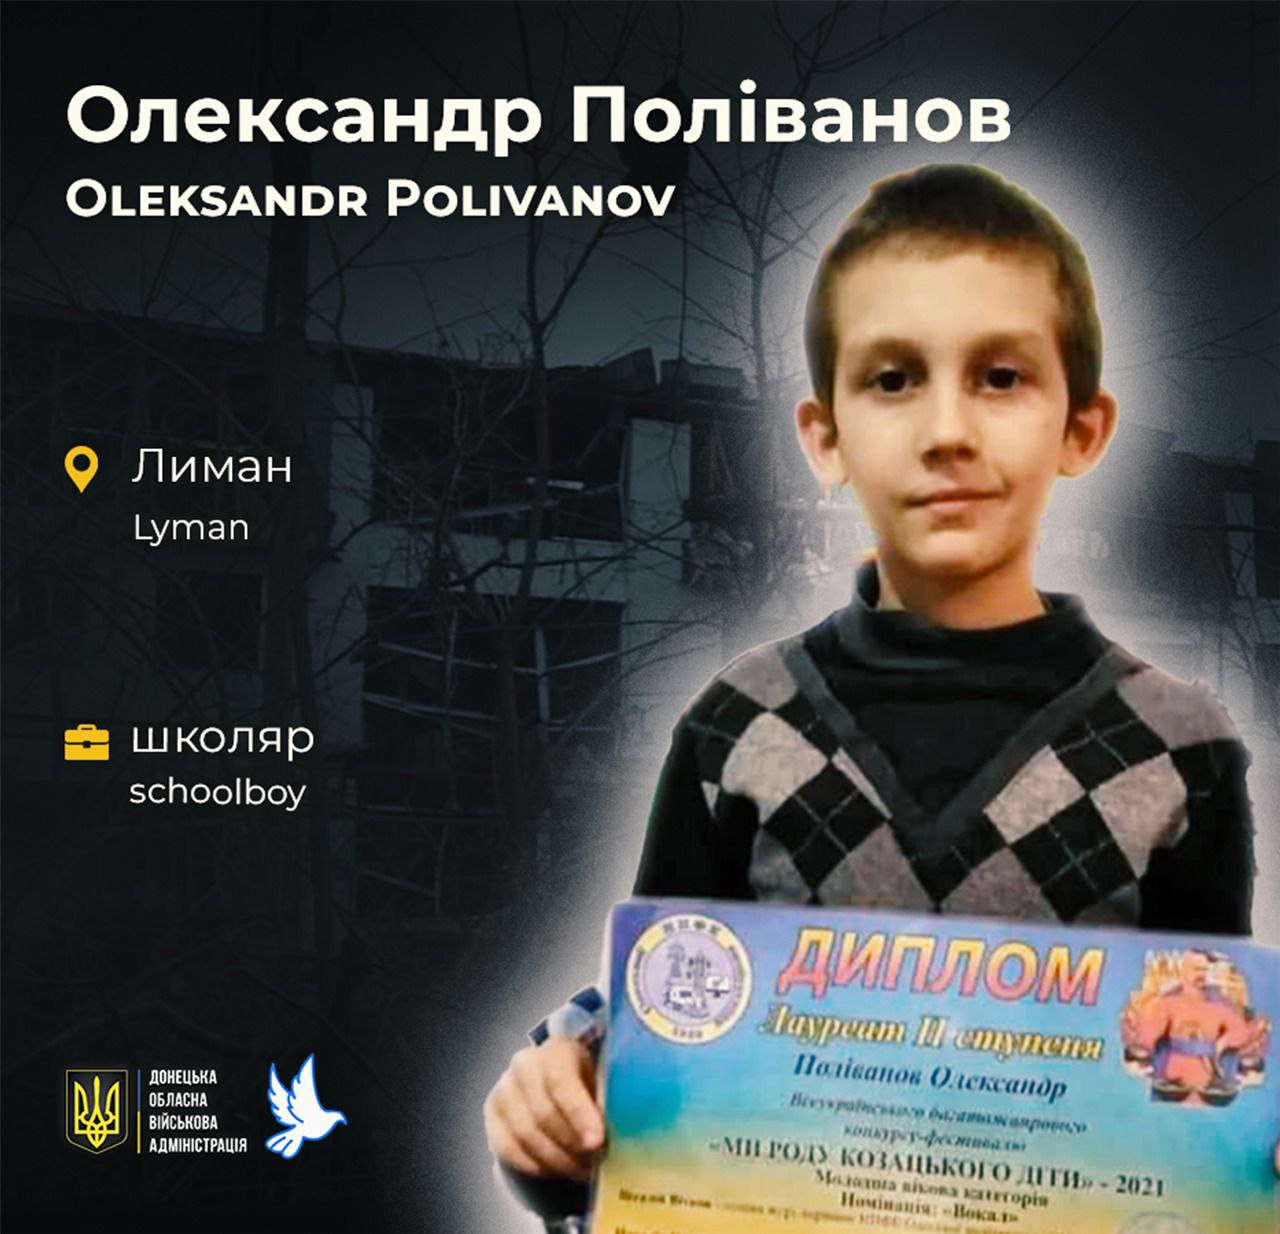 Олександр Поліванов
Oleksandr Polivanov
Лиман
Lyman
школяр
schoolboy
ДОНЕЦЬКА
ОБЛАСНА
ВІЙСЬКОВА
АДМІНІСТРАЦІЯ
ДИПЛОМ
Лауреат ІІ ступеня
Поліванов Олександр
Всеукраїнського багатожанрового
конкурсу-фестивалю
«МИ РОДУ КОЗАЦЬКОГО ДІТИ» - 2021
Молодша вікова категорія
Номінація: «Вокал»